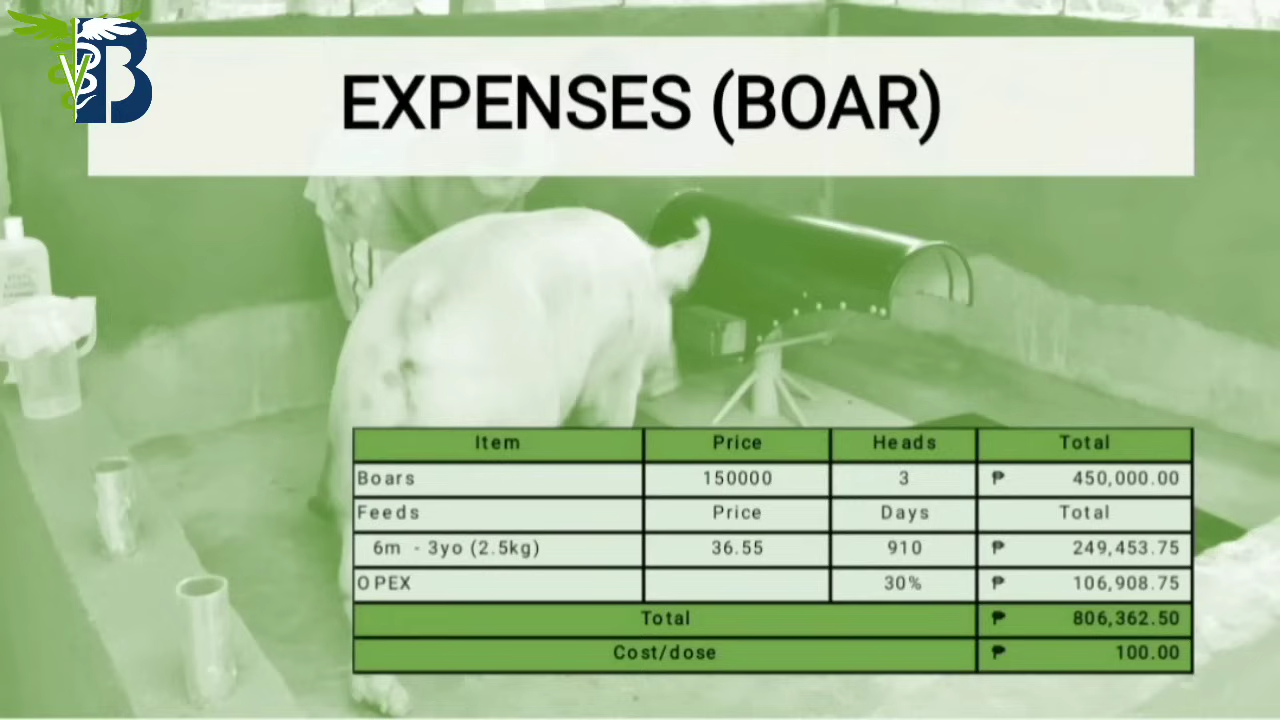 VB
EXPENSES (BOAR)
Item Price Heads Total
Boars 150000 3 ₱ 450,000.00
Feeds Price Days Total
6m - 3yo (2.5kg) 36.55 910 ₱ 249,453.75
OPEX 30% ₱ 106,908.75
Total ₱ 806,362.50
Cost/dose ₱ 100.00